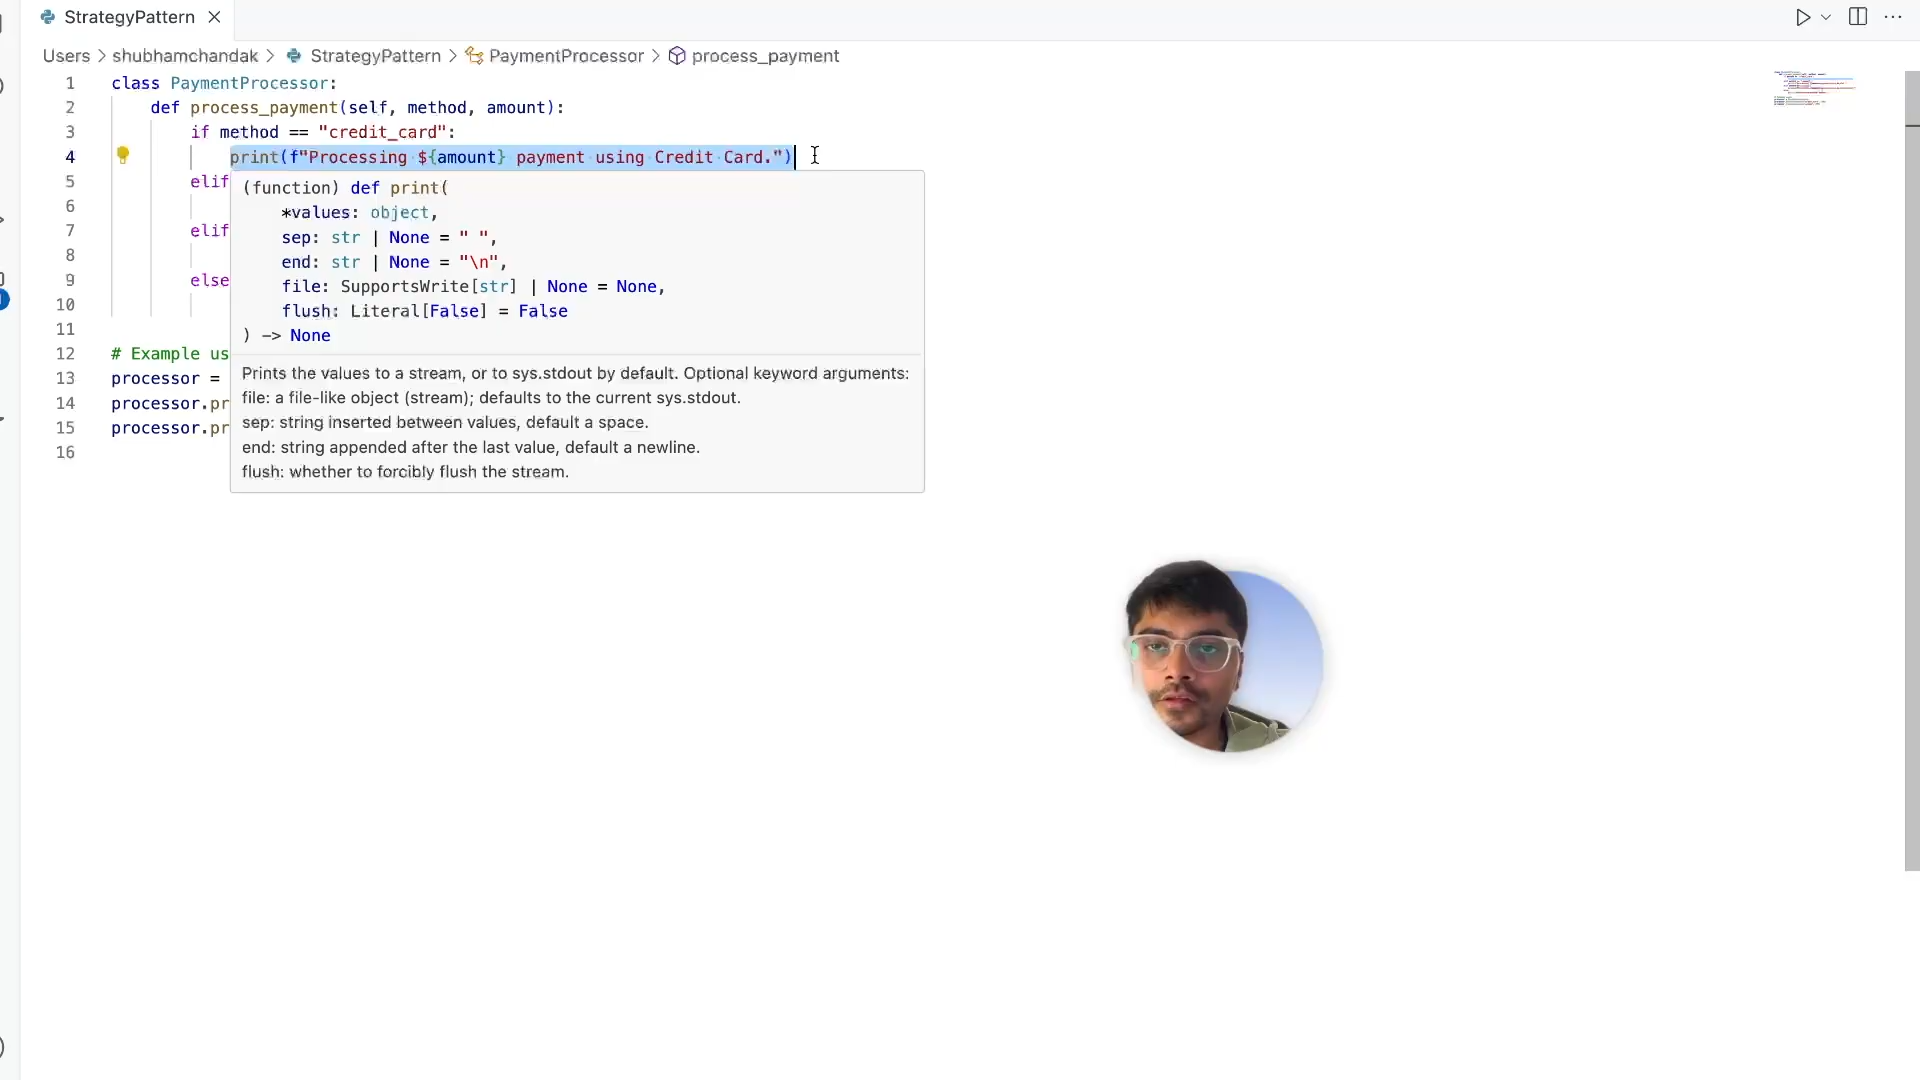 StrategyPattern
Users > shubhamchandak > StrategyPattern > PaymentProcessor > process_payment
1 class PaymentProcessor:
2 def process_payment(self, method, amount):
3 if method == "credit_card":
4 print(f"Processing ${amount} payment using Credit Card.")
5 elif
6
7 elif
8
9 else
10
11
12 # Example us
13 processor =
14 processor.pr
15 processor.pr
16
(function) def print(
*values: object,
sep: str | None = " ",
end: str | None = "\n",
file: SupportsWrite[str] | None = None,
flush: Literal[False] = False
) -> None
Prints the values to a stream, or to sys.stdout by default. Optional keyword arguments:
file: a file-like object (stream); defaults to the current sys.stdout.
sep: string inserted between values, default a space.
end: string appended after the last value, default a newline.
flush: whether to forcibly flush the stream.